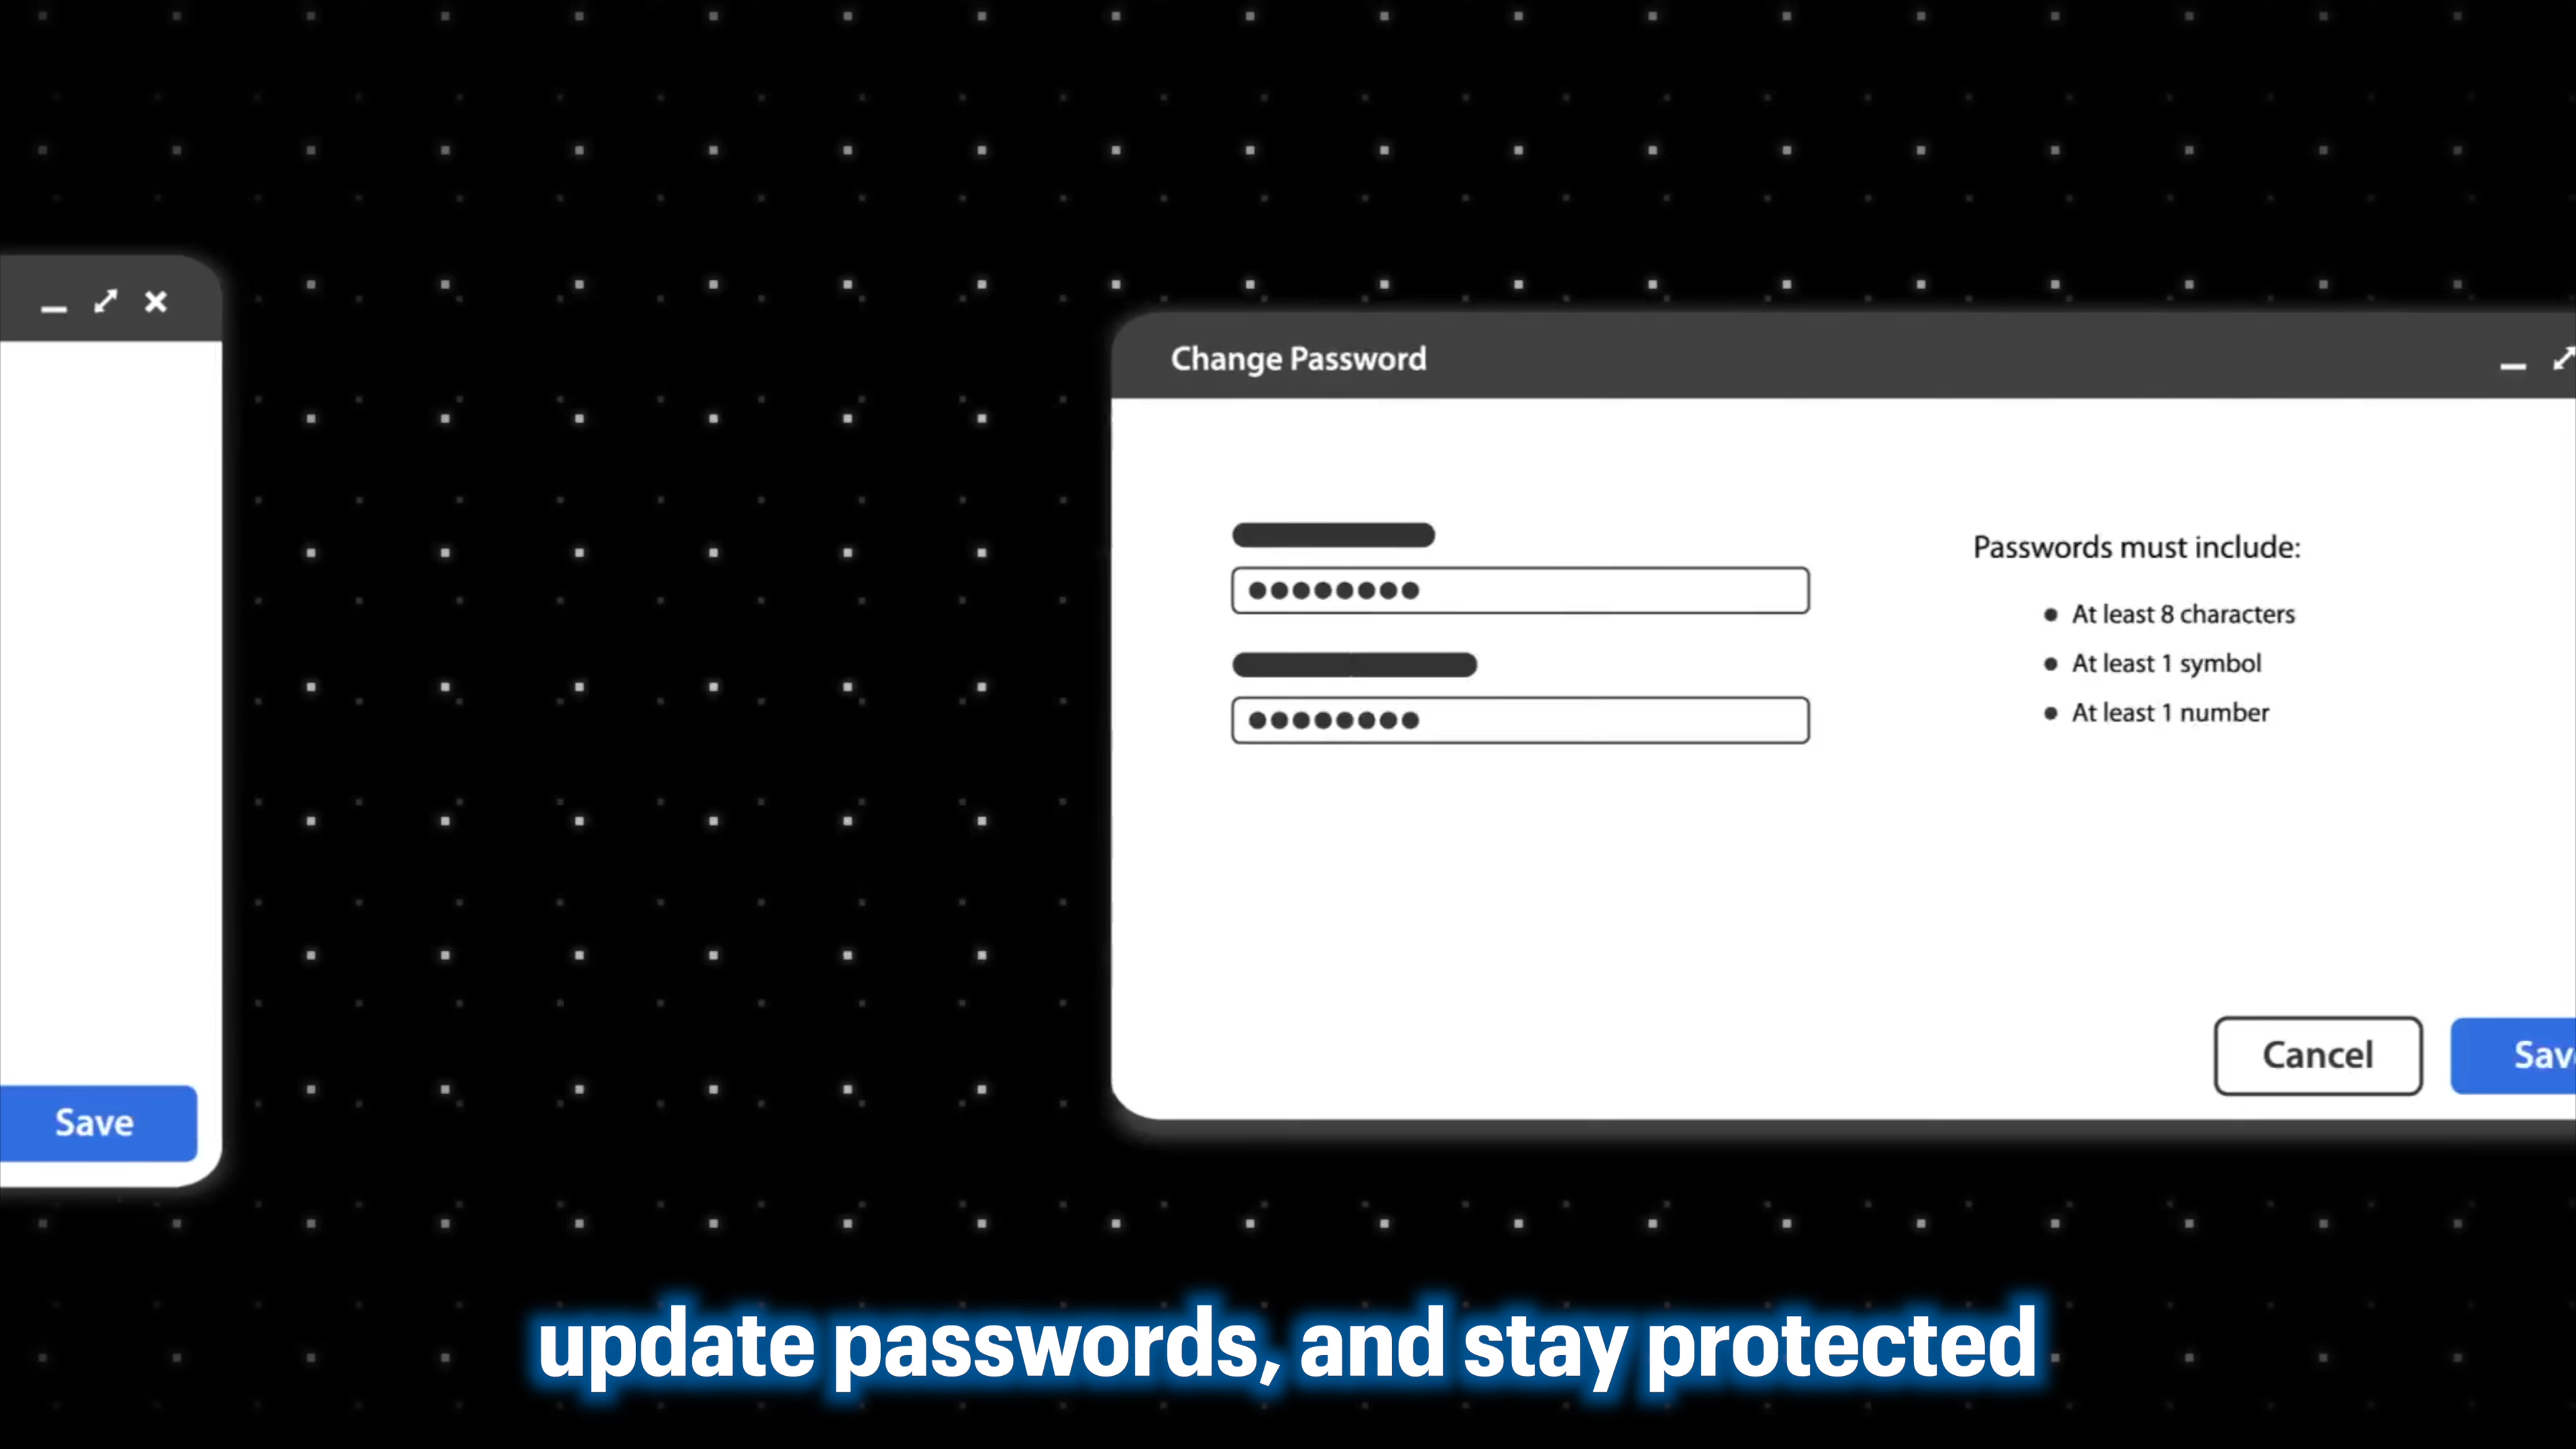 Change Password
Passwords must include:
• At least 8 characters
• At least 1 symbol
• At least 1 number
Cancel
Sav
Save
update passwords, and stay protected